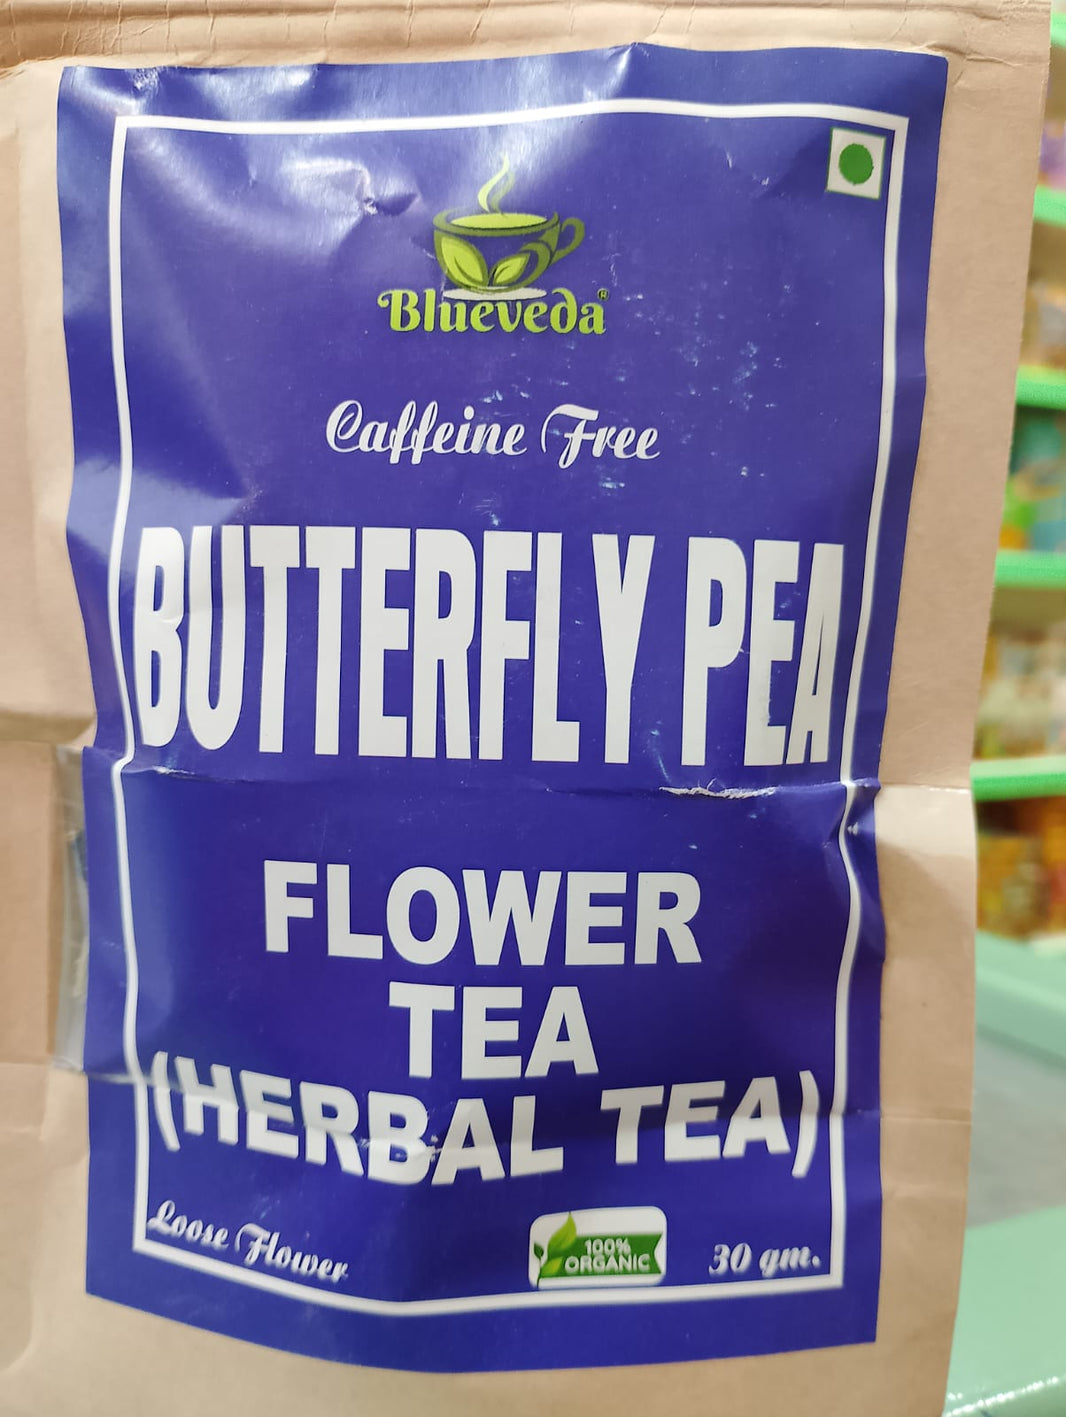 Blueveda®
Caffeine Free
BUTTERFLY PEA
FLOWER
TEA
(HERBAL TEA)
Loose Flower
100%
ORGANIC
30 gm.